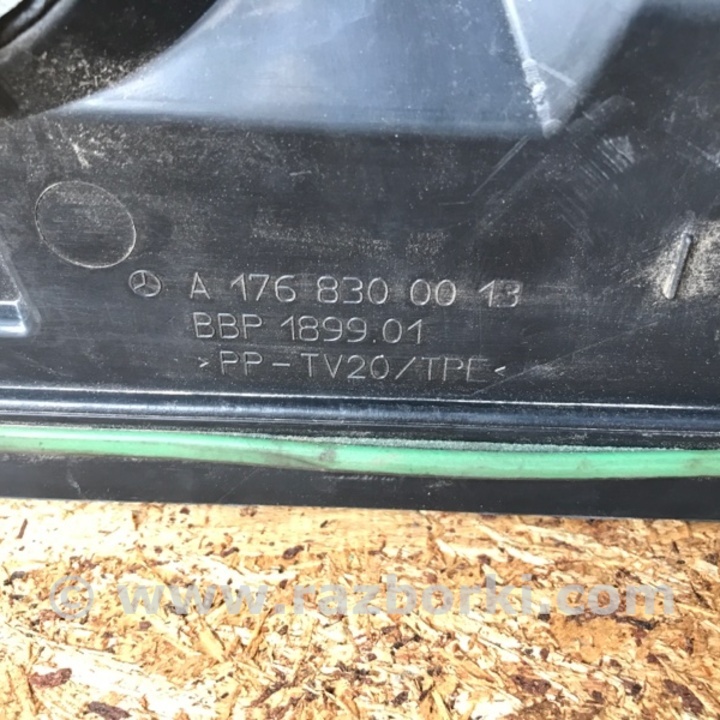 A 176 830 00 13
BBP 1899.01
>PP-TV20/TPE<
© www.razborki.com